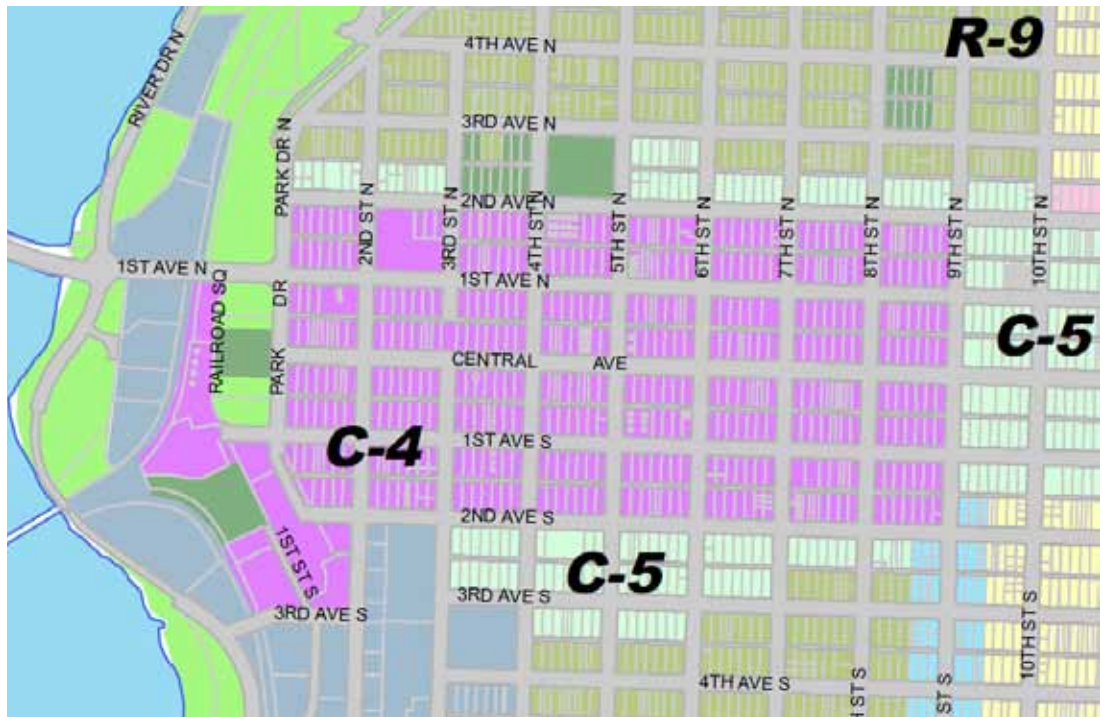 R-9
4TH AVE N
RIVER DR N
3RD AVE N
PARK DR N
2ND AVE N
2ND ST N
3RD ST N
4TH ST N
5TH ST N
6TH ST N
7TH ST N
8TH ST N
9TH ST N
10TH ST N
1ST AVE N
1ST AVE N
RAILROAD SQ
PARK DR
C-5
CENTRAL AVE
C-4
1ST AVE S
2ND AVE S
1ST ST S
C-5
3RD AVE S
3RD AVE S
10TH ST S
4TH AVE S
H ST S
ST S